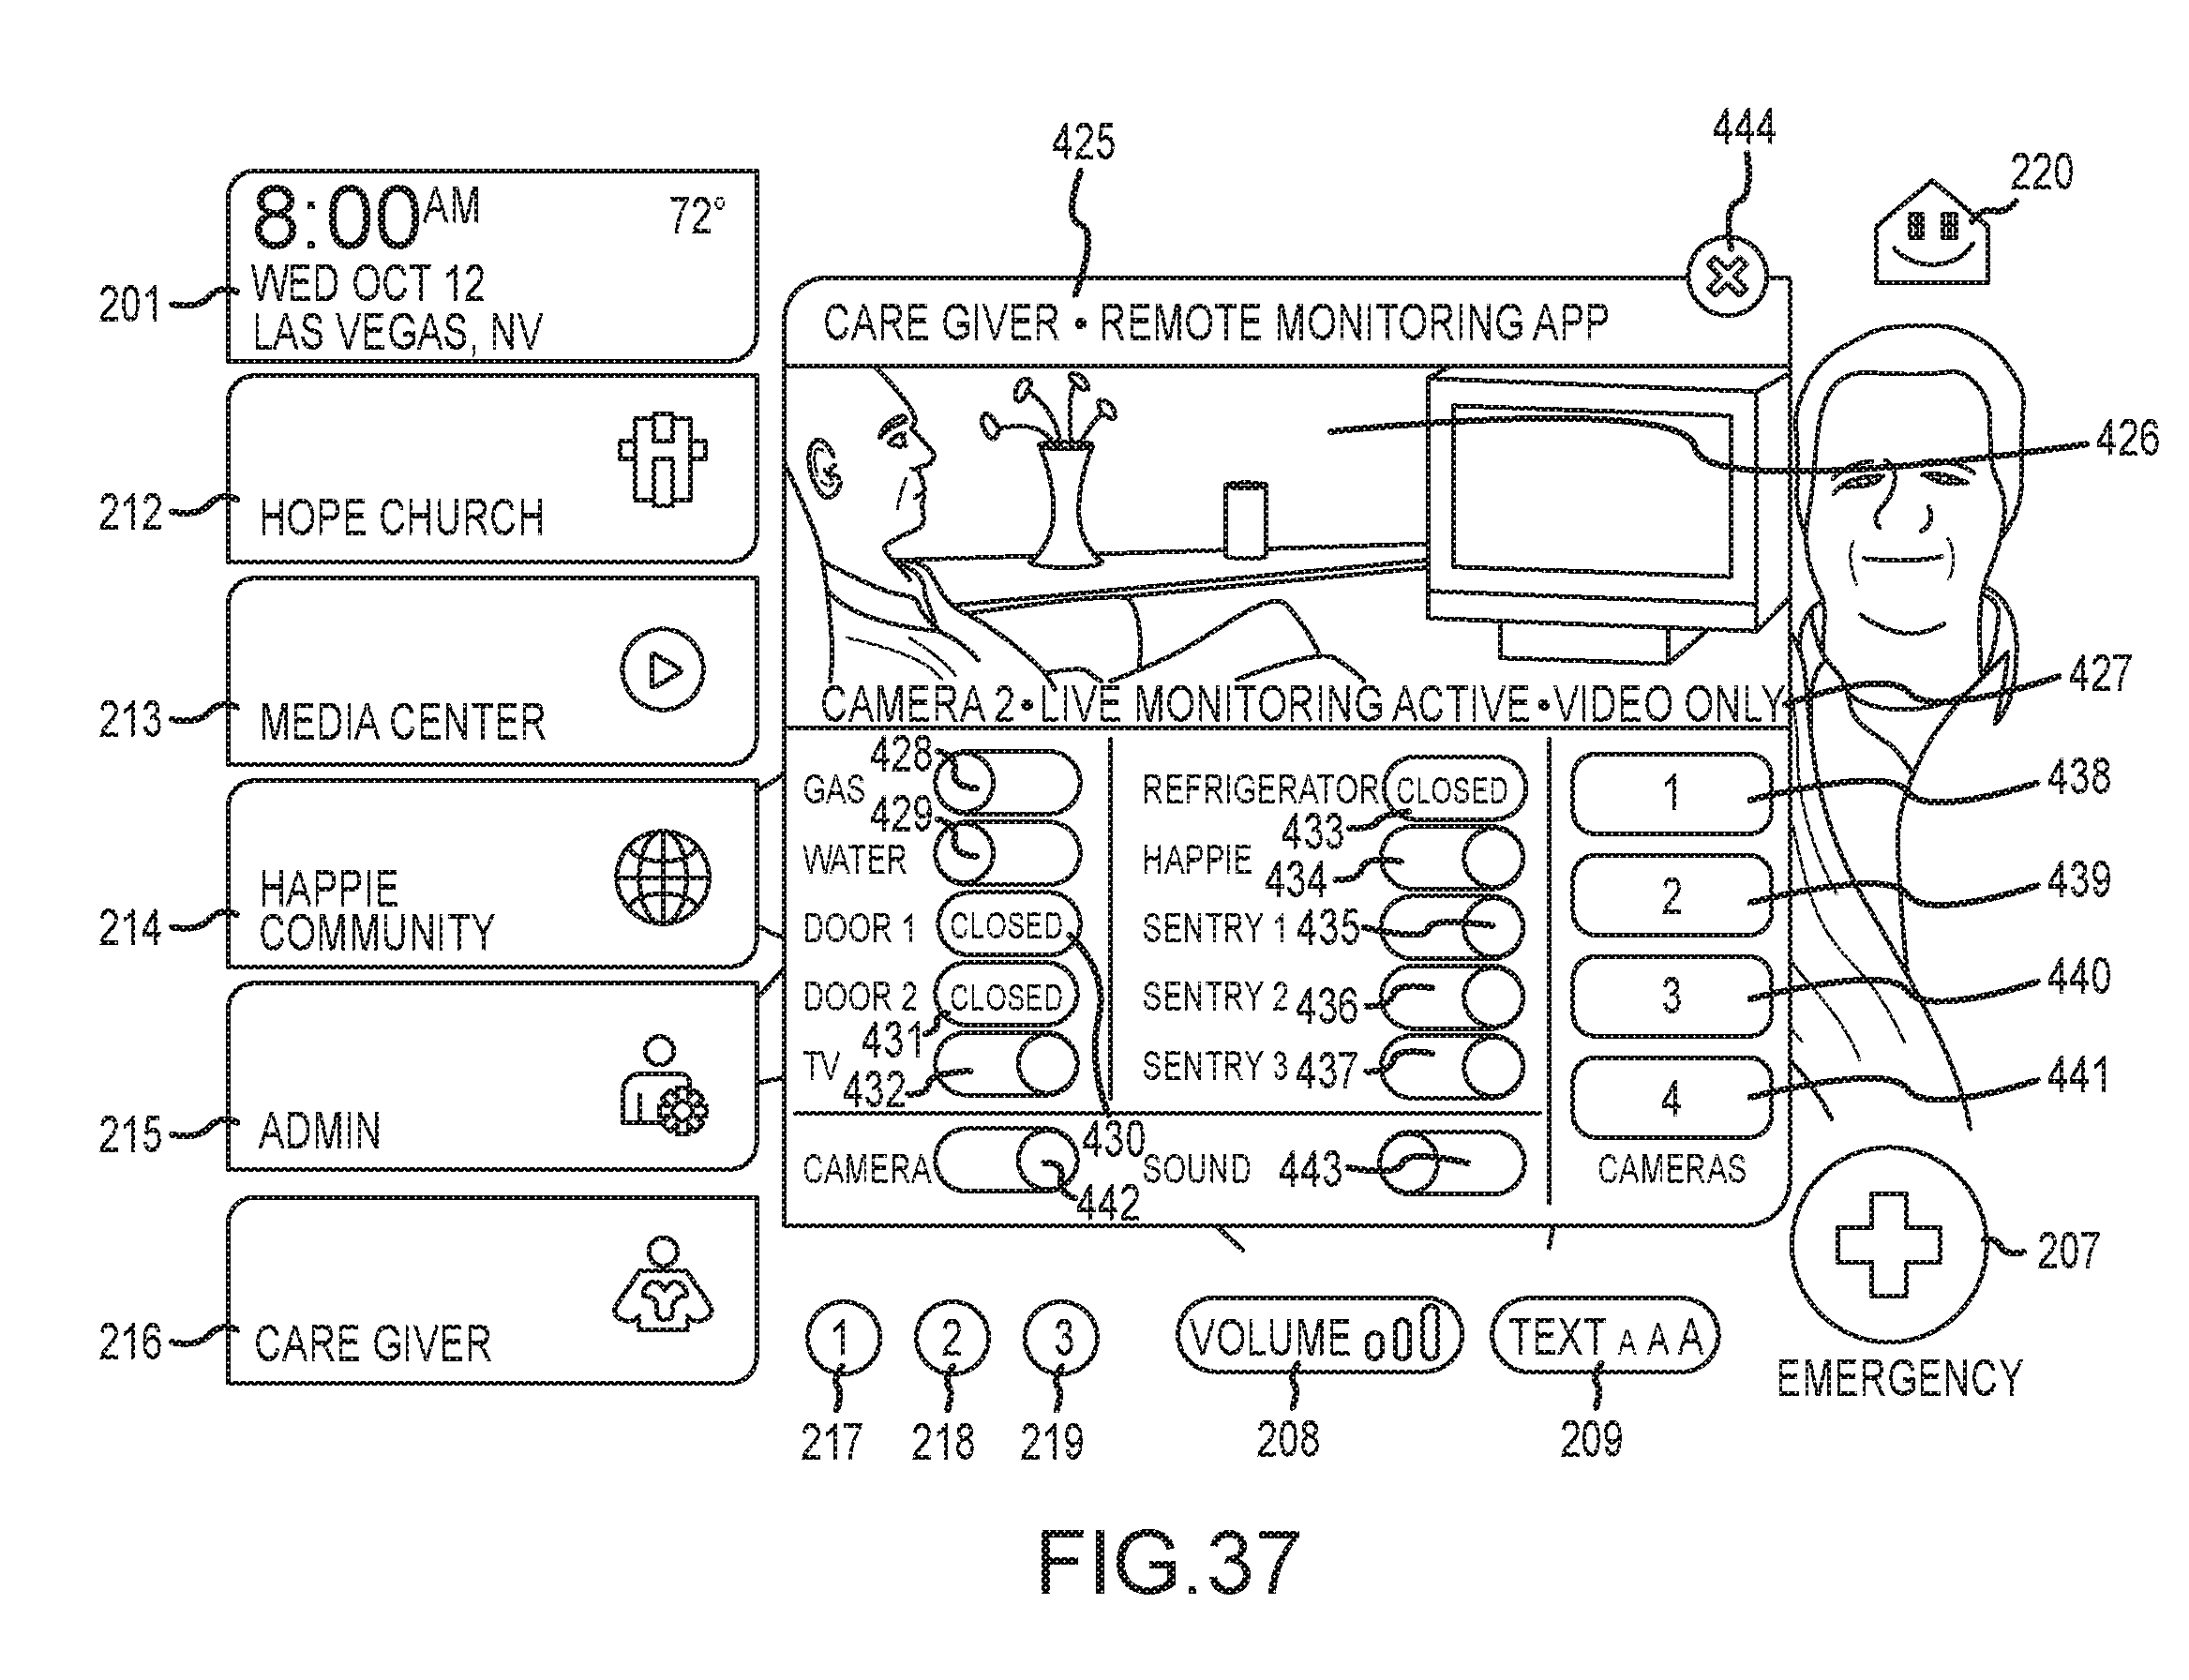 425
444
220
8:00AM 72°
WED OCT 12
LAS VEGAS, NV
201
CARE GIVER • REMOTE MONITORING APP
HOPE CHURCH
212
426
MEDIA CENTER
213
CAMERA 2•LIVE MONITORING ACTIVE•VIDEO ONLY
427
HAPPIE
COMMUNITY
214
GAS 428
WATER 429
DOOR 1 CLOSED
DOOR 2 CLOSED
431
TV 432
430
REFRIGERATOR CLOSED
433
HAPPIE 434
SENTRY 1 435
SENTRY 2 436
SENTRY 3 437
1 438
2 439
3 440
4 441
CAMERAS
CAMERA 442
SOUND 443
ADMIN
215
CARE GIVER
216
1 2 3
217 218 219
VOLUME
208
TEXT A A A
209
207
EMERGENCY
FIG.37